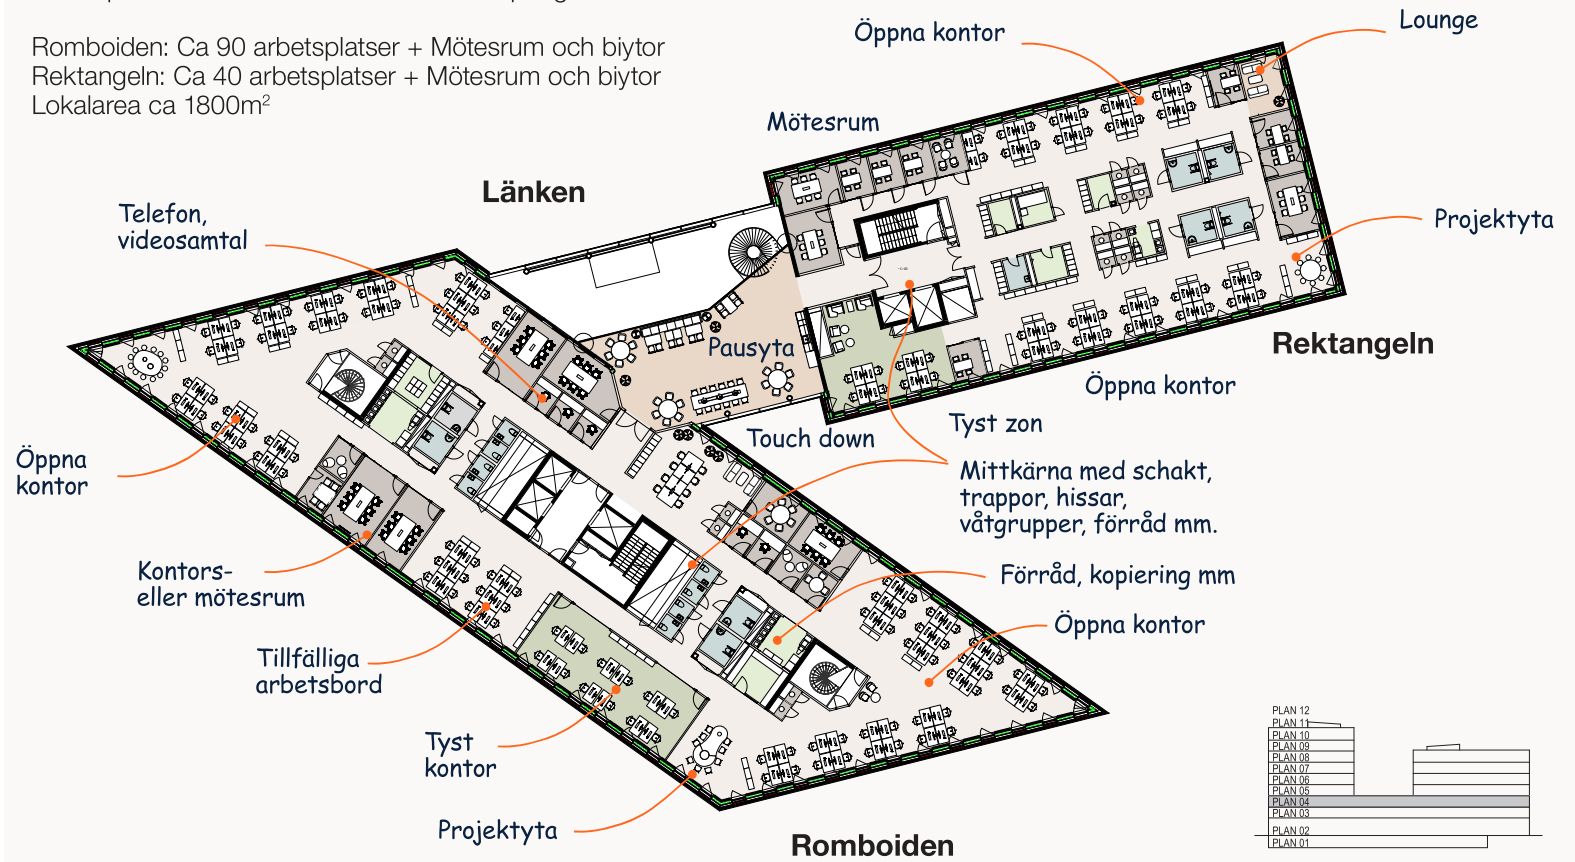 Romboiden: Ca 90 arbetsplatser + Mötesrum och biytor
Rektangeln: Ca 40 arbetsplatser + Mötesrum och biytor
Lokalarea ca 1800m²
Öppna kontor
Lounge
Mötesrum
Länken
Telefon,
videosamtal
Projektyta
Pausyta
Rektangeln
Öppna kontor
Touch down
Tyst zon
Öppna
kontor
Mittkärna med schakt,
trappor, hissar,
våtgrupper, förråd mm.
Kontors-
eller mötesrum
Förråd, kopiering mm
Öppna kontor
Tillfälliga
arbetsbord
Tyst
kontor
Projektyta
Romboiden
PLAN 12
PLAN 11
PLAN 10
PLAN 09
PLAN 08
PLAN 07
PLAN 06
PLAN 05
PLAN 04
PLAN 03
PLAN 02
PLAN 01